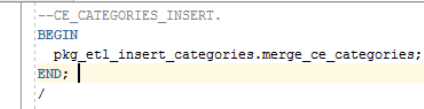 --CE_CATEGORIES_INSERT.
BEGIN
pkg_etl_insert_categories.merge_ce_categories;
END;
/